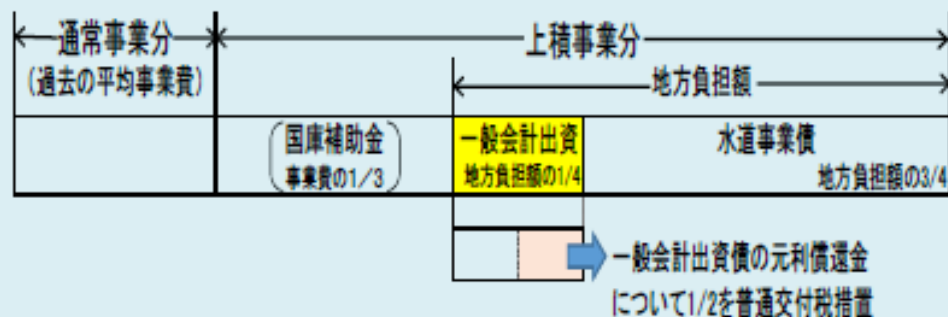 通常事業分
(過去の平均事業費)
上積事業分
地方負担額
国庫補助金
事業費の1/3
一般会計出資
地方負担額の1/4
水道事業債
地方負担額の3/4
一般会計出資債の元利償還金
について1/2を普通交付税措置